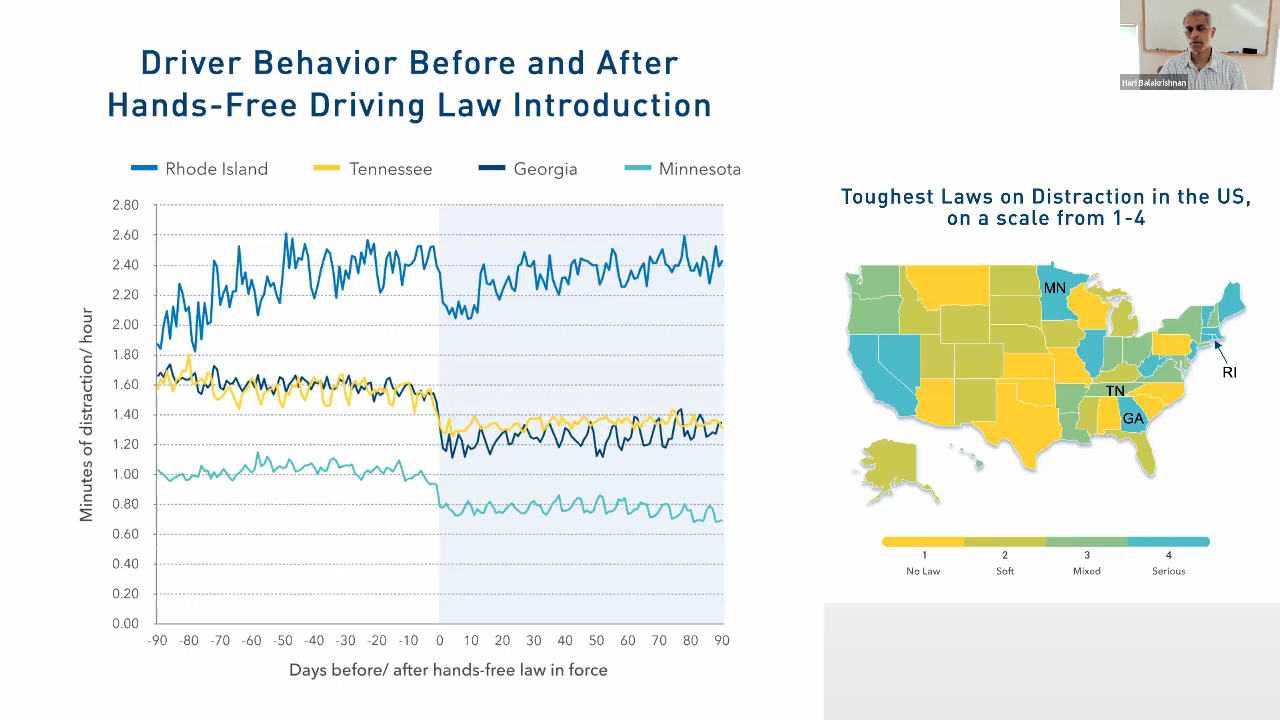 Driver Behavior Before and After
Hands-Free Driving Law Introduction
Rhode Island Tennessee Georgia Minnesota
Minutes of distraction/ hour
2.80
2.60
2.40
2.20
2.00
1.80
1.60
1.40
1.20
1.00
0.80
0.60
0.40
0.20
0.00
-90 -80 -70 -60 -50 -40 -30 -20 -10 0 10 20 30 40 50 60 70 80 90
Days before/ after hands-free law in force
Hari Balakrishnan
Toughest Laws on Distraction in the US,
on a scale from 1-4
MN
RI
TN
GA
1 2 3 4
No Law Soft Mixed Serious